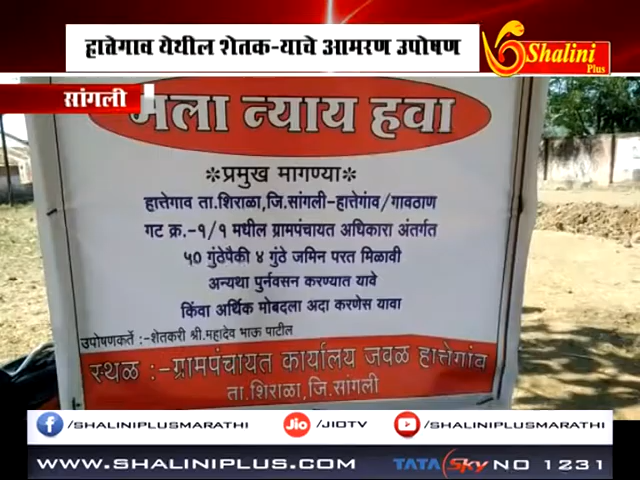 हात्तेगाव येथील शेतक-याचे आमरण उपोषण
Shalini
Plus
सांगली
मला न्याय हवा
*प्रमुख मागण्या*
हात्तेगाव ता.शिराळा,जि.सांगली-हात्तेगांव/गावठाण
गट क्र.-१/१ मधील ग्रामपंचायत अधिकारा अंतर्गत
५० गुंठेपैकी ४ गुंठे जमिन परत मिळावी
अन्यथा पुर्नवसन करण्यात यावे
किंवा आर्थिक मोबदला अदा करणेस यावा
उपोषणकर्ते :-शेतकरी श्री.महादेव भाऊ पाटील
स्थळ :-ग्रामपंचायत कार्यालय जवळ हात्तेगांव
ता.शिराळा,जि.सांगली
/SHALINIPLUSMARATHI
Jio /JIOTV
/SHALINIPLUSMARATHI
WWW.SHALINIPLUS.COM
TATA Sky NO 1231